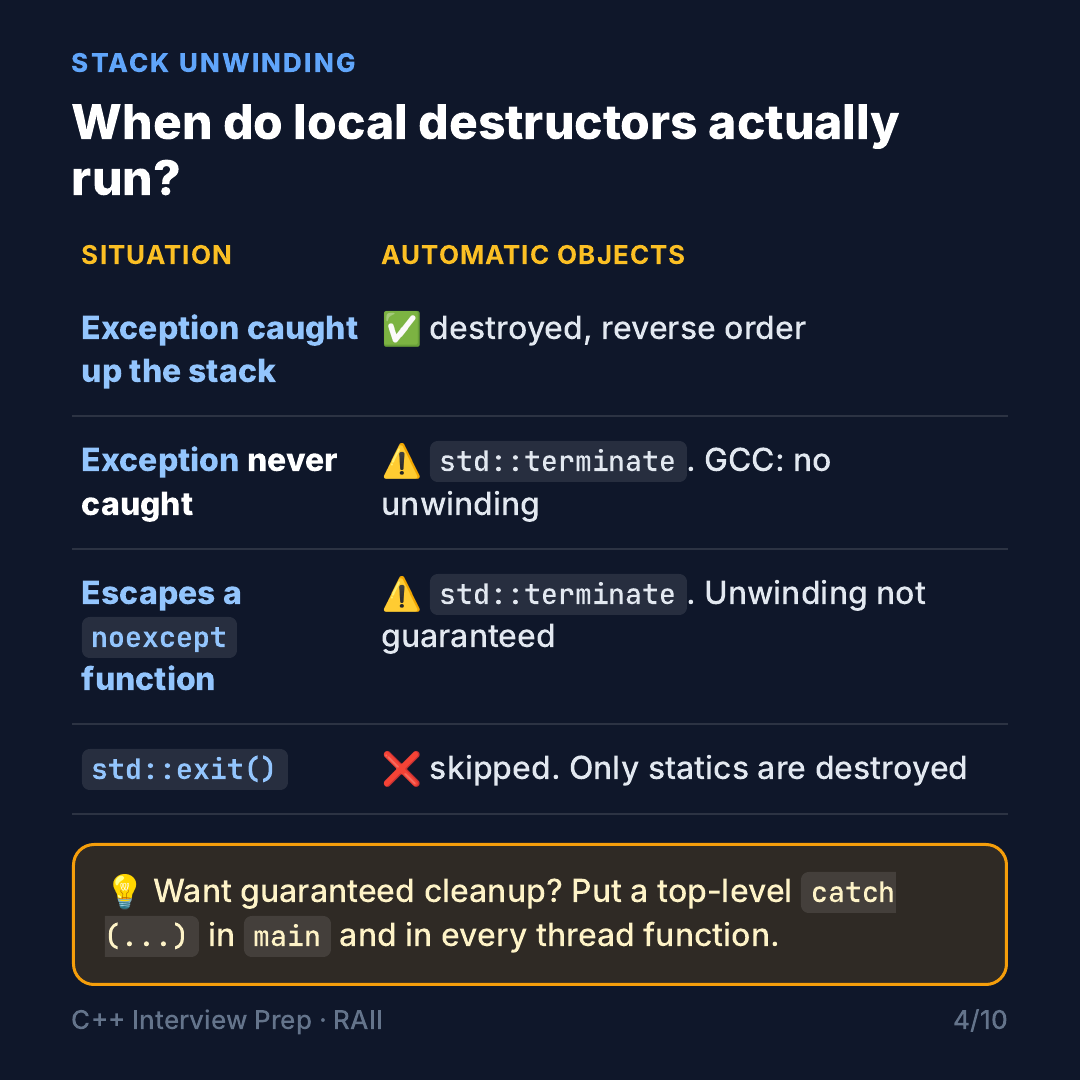 STACK UNWINDING
When do local destructors actually
run?
SITUATION AUTOMATIC OBJECTS
Exception caught
up the stack
✅ destroyed, reverse order
Exception never
caught
⚠️ std::terminate. GCC: no
unwinding
Escapes a
noexcept
function
⚠️ std::terminate. Unwinding not
guaranteed
std::exit()
❌ skipped. Only statics are destroyed
💡 Want guaranteed cleanup? Put a top-level catch
(...) in main and in every thread function.
C++ Interview Prep · RAII
4/10